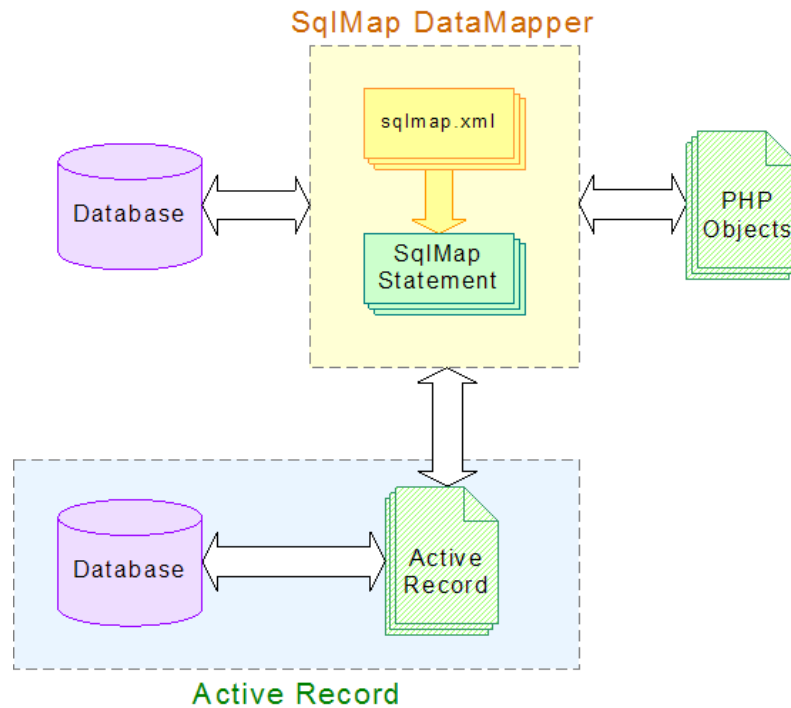 SqlMap DataMapper
sqlmap.xml
Database
PHP
Objects
SqlMap
Statement
Database
Active
Record
Active Record